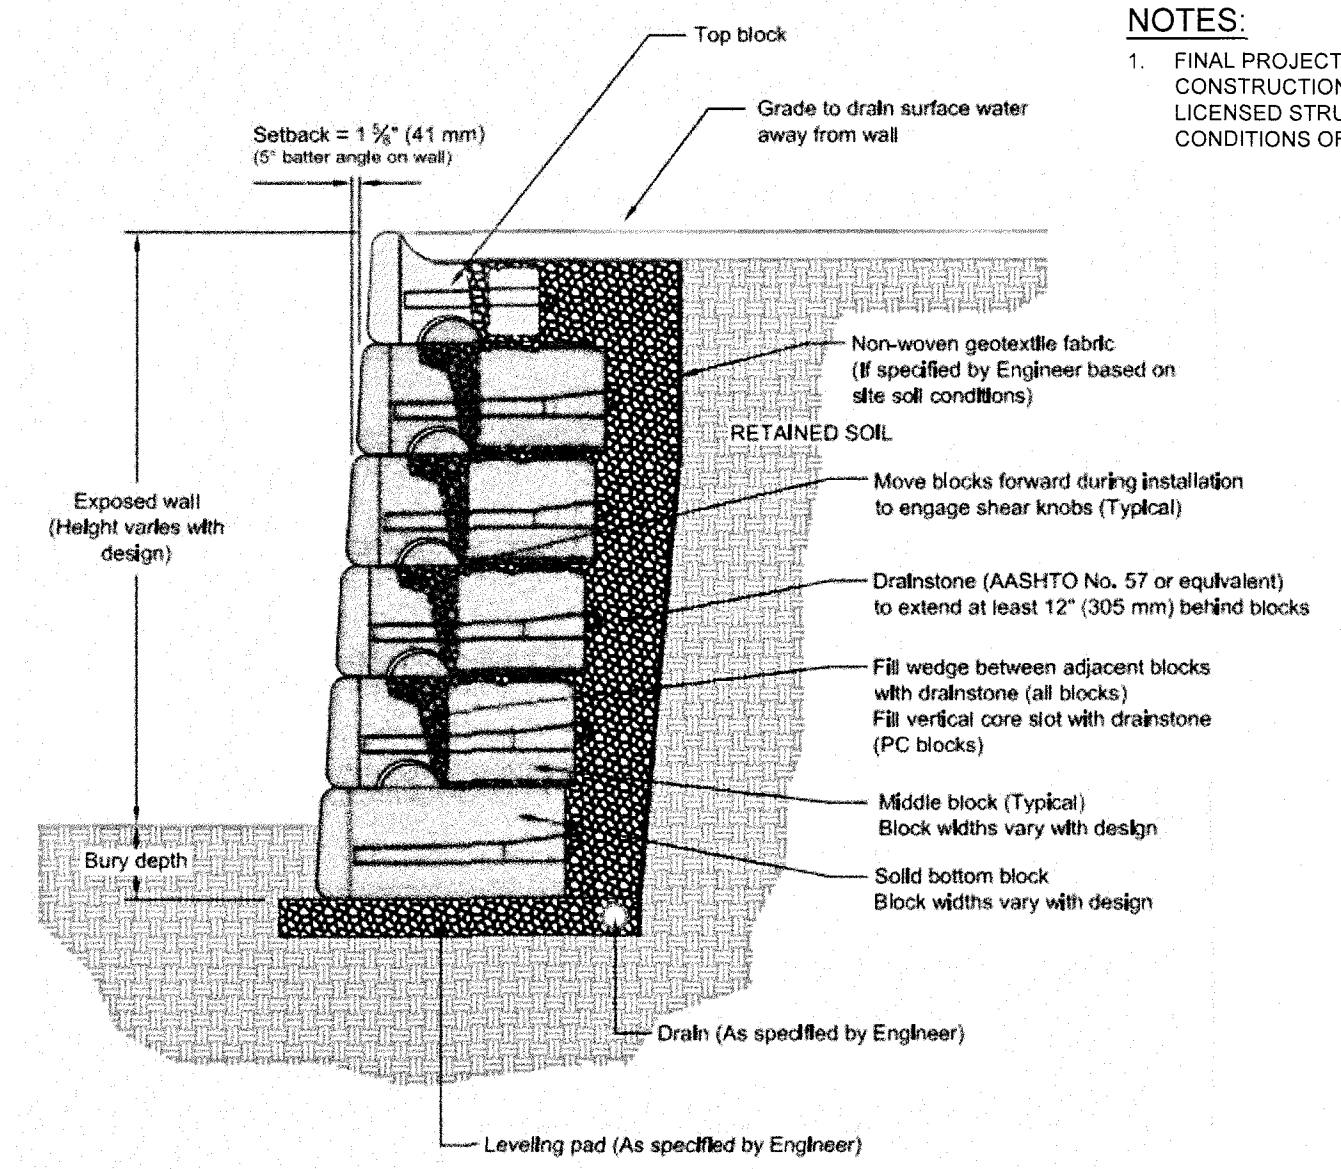 NOTES:
1. FINAL PROJECT
CONSTRUCTION
LICENSED STRU
CONDITIONS OF
Top block
Grade to drain surface water
away from wall
Setback = 1 5⁄8" (41 mm)
(5° batter angle on wall)
Non-woven geotextile fabric
(If specified by Engineer based on
site soil conditions)
RETAINED SOIL
Move blocks forward during installation
to engage shear knobs (Typical)
Exposed wall
(Height varies with
design)
Drainstone (AASHTO No. 57 or equivalent)
to extend at least 12" (305 mm) behind blocks
Fill wedge between adjacent blocks
with drainstone (all blocks)
Fill vertical core slot with drainstone
(PC blocks)
Middle block (Typical)
Block widths vary with design
Bury depth
Solid bottom block
Block widths vary with design
Drain (As specified by Engineer)
Leveling pad (As specified by Engineer)